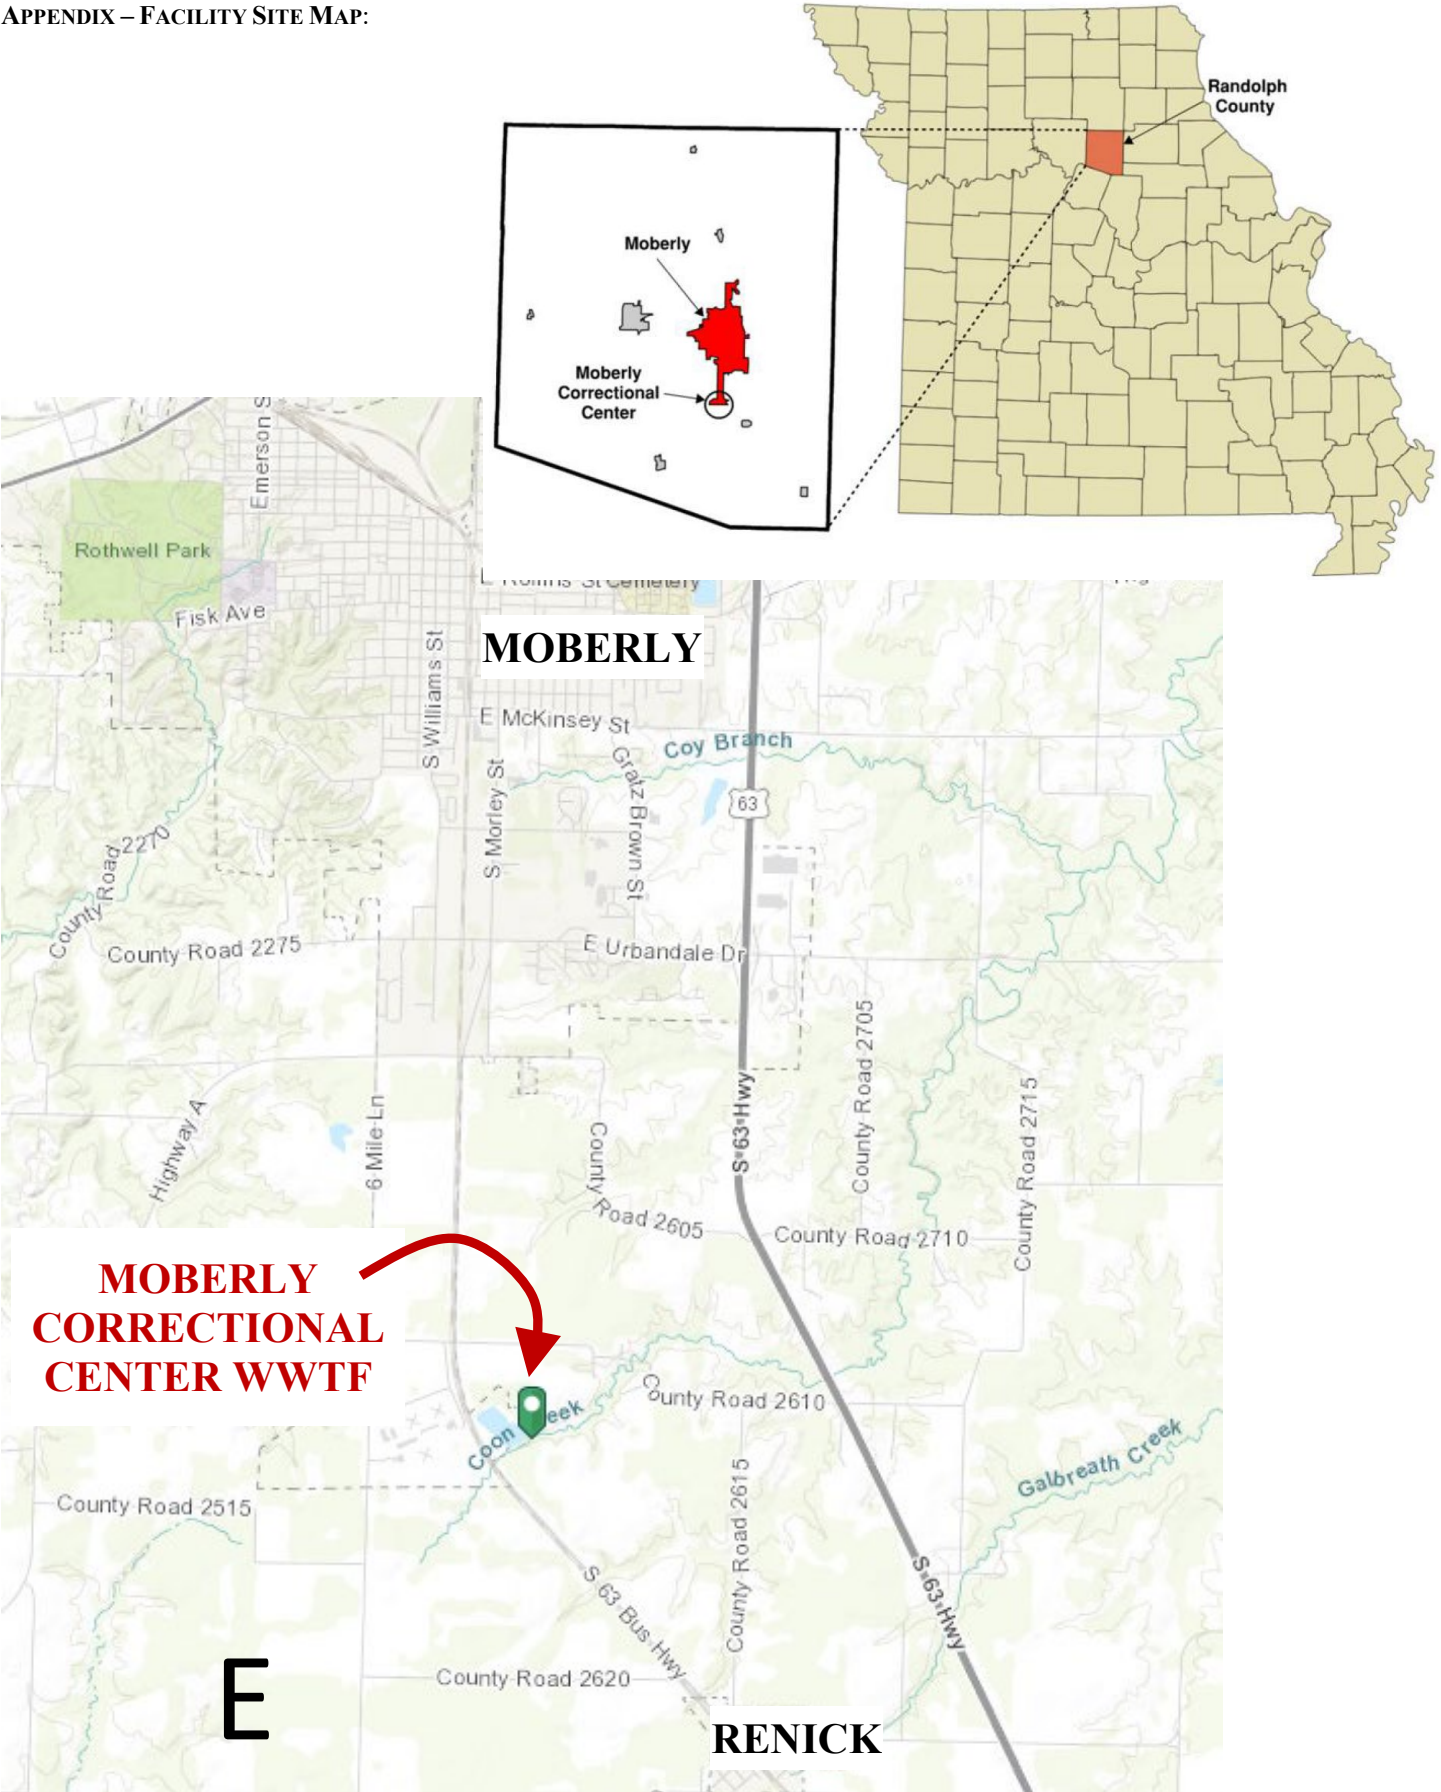 APPENDIX – FACILITY SITE MAP:
Randolph
County
Moberly
Moberly
Correctional
Center
Emerson S
Rothwell Park
Fisk Ave
E Rollins St Cemetery
MOBERLY
S Williams St
E McKinsey St
Coy Branch
Gratz Brown St
S Morley St
63
County Road 2270
County Road 2275
E Urbandale Dr
County Road 2705
S 63 Hwy
County Road 2715
Highway A
6 Mile Ln
County Road 2605
County Road 2710
MOBERLY
CORRECTIONAL
CENTER WWTF
County Road 2610
Coon
eek
Galbreath Creek
County Road 2515
County Road 2615
S 63 Bus Hwy
S 63 Hwy
County Road 2620
E
RENICK